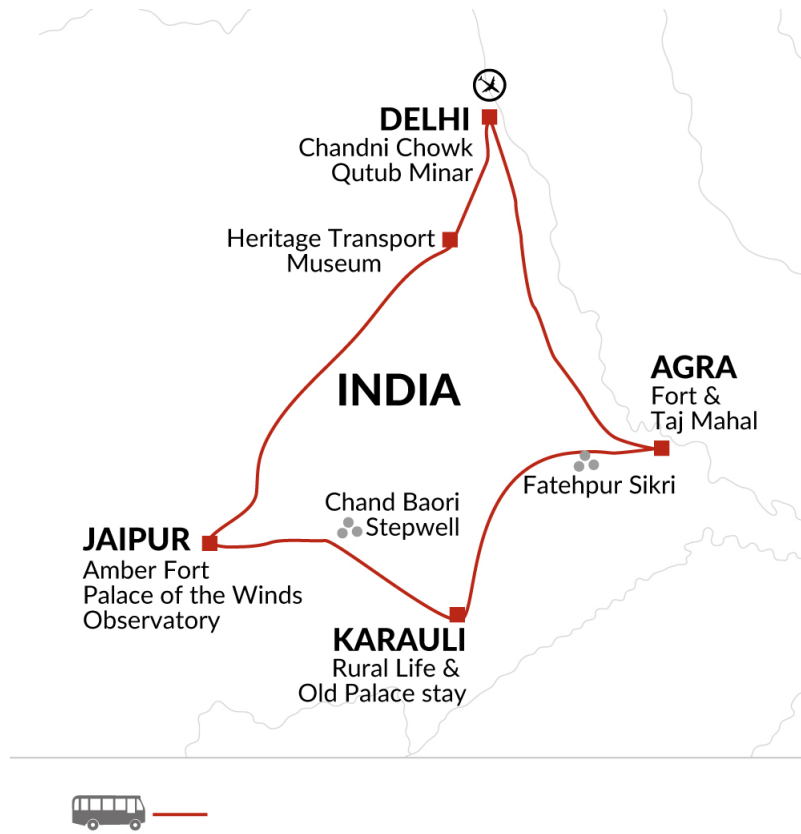 DELHI
Chandni Chowk
Qutub Minar
Heritage Transport
Museum
INDIA
AGRA
Fort &
Taj Mahal
Fatehpur Sikri
Chand Baori
Stepwell
JAIPUR
Amber Fort
Palace of the Winds
Observatory
KARAULI
Rural Life &
Old Palace stay